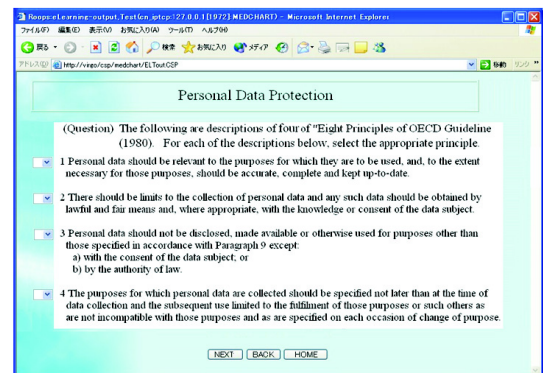 Roops:eLearning-output, Test(cn_iptcp:127.0.0.1[1972]:MEDCHART) - Microsoft Internet Explorer
ファイル(F) 編集(E) 表示(V) お気に入り(A) ツール(T) ヘルプ(H)
戻る 検索 お気に入り メディア
アドレス(D) http://virgo/csp/medchart/ELTout.CSP 移動 リンク »
Personal Data Protection
(Question) The following are descriptions of four of "Eight Principles of OECD Guideline
(1980). For each of the descriptions below, select the appropriate principle.
1 Personal data should be relevant to the purposes for which they are to be used, and, to the extent
necessary for those purposes, should be accurate, complete and kept up-to-date.
2 There should be limits to the collection of personal data and any such data should be obtained by
lawful and fair means and, where appropriate, with the knowledge or consent of the data subject.
3 Personal data should not be disclosed, made available or otherwise used for purposes other than
those specified in accordance with Paragraph 9 except:
a) with the consent of the data subject; or
b) by the authority of law.
4 The purposes for which personal data are collected should be specified not later than at the time of
data collection and the subsequent use limited to the fulfilment of those purposes or such others as
are not incompatible with those purposes and as are specified on each occasion of change of purpose.
NEXT BACK HOME